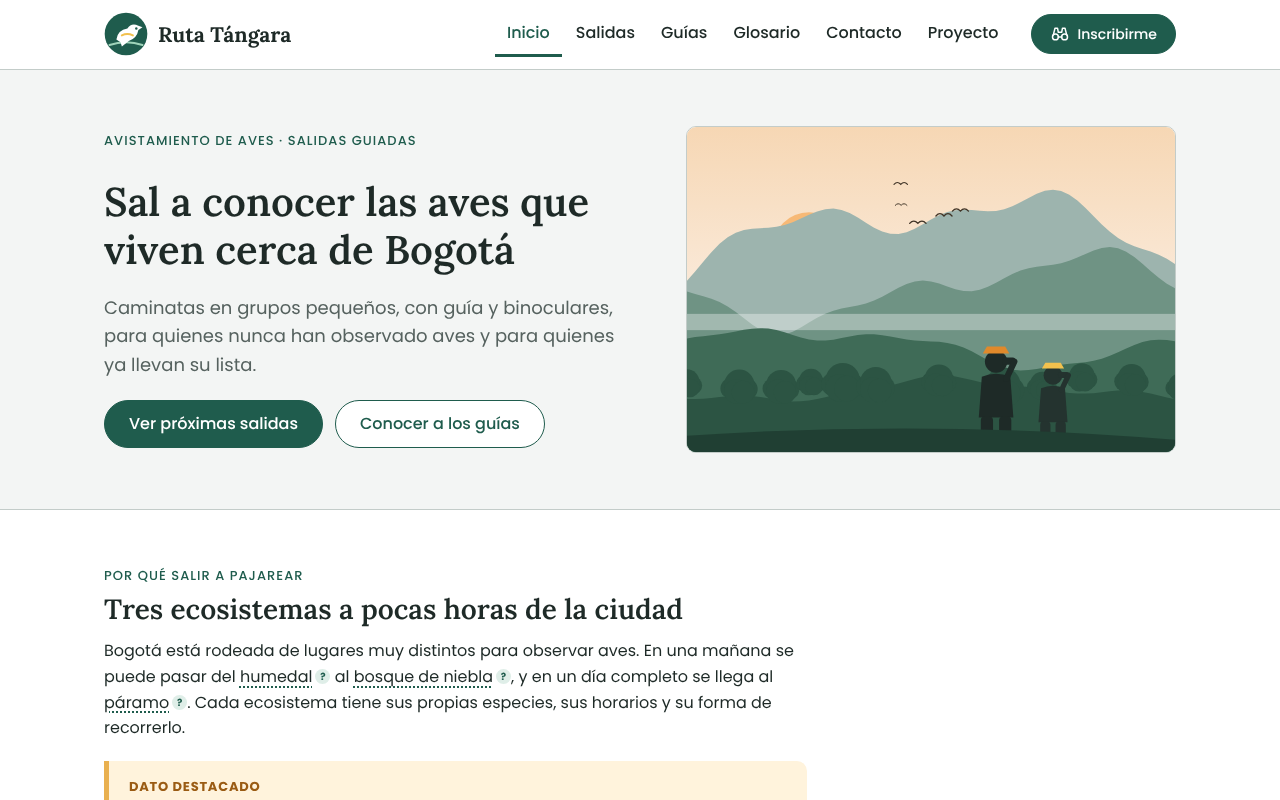 Ruta Tángara
Inicio Salidas Guías Glosario Contacto Proyecto Inscribirme
AVISTAMIENTO DE AVES · SALIDAS GUIADAS
Sal a conocer las aves que
viven cerca de Bogotá
Caminatas en grupos pequeños, con guía y binoculares,
para quienes nunca han observado aves y para quienes
ya llevan su lista.
Ver próximas salidas Conocer a los guías
POR QUÉ SALIR A PAJAREAR
Tres ecosistemas a pocas horas de la ciudad
Bogotá está rodeada de lugares muy distintos para observar aves. En una mañana se
puede pasar del humedal ? al bosque de niebla ?, y en un día completo se llega al
páramo ?. Cada ecosistema tiene sus propias especies, sus horarios y su forma de
recorrerlo.
DATO DESTACADO